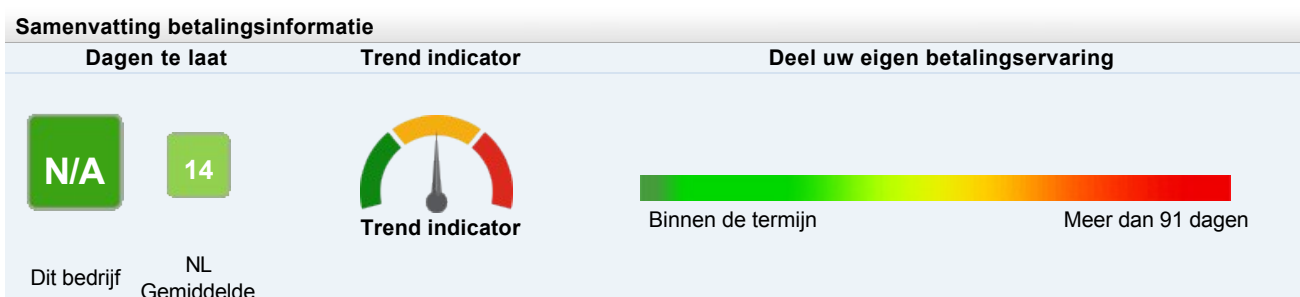 Samenvatting betalingsinformatie
Dagen te laat
Trend indicator
Deel uw eigen betalingservaring
N/A
14
Trend indicator
Binnen de termijn
Meer dan 91 dagen
Dit bedrijf
NL
Gemiddelde